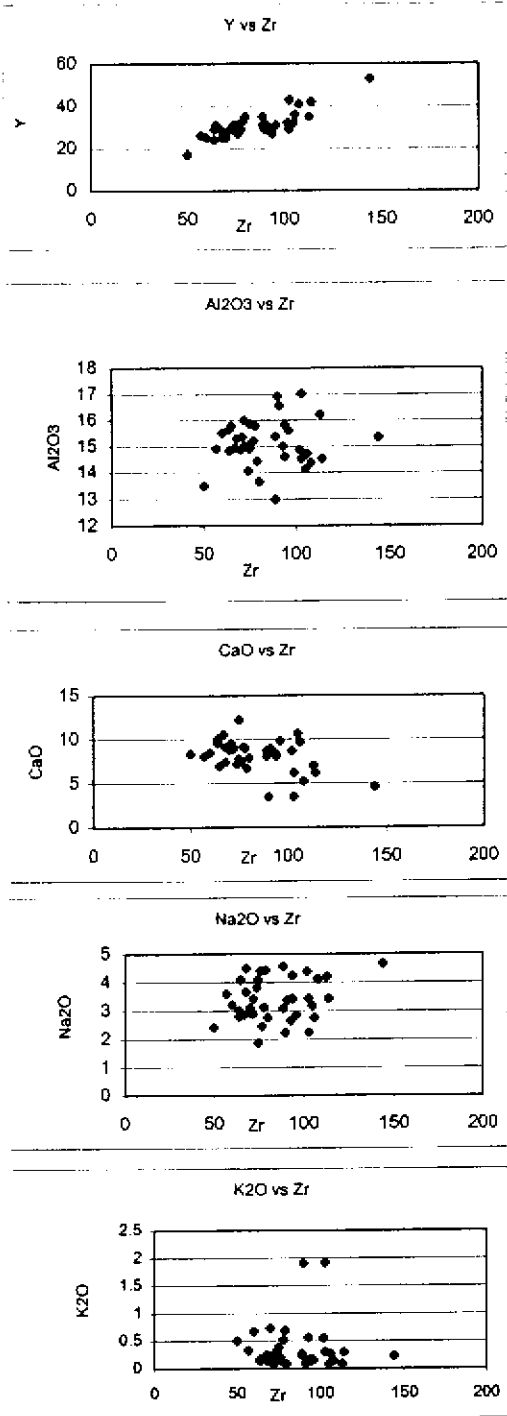 Y vs Zr
60
40
20
0
Y
0 50 100 150 200
Zr
Al2O3 vs Zr
18
17
16
15
14
13
12
Al2O3
0 50 100 150 200
Zr
CaO vs Zr
15
10
5
0
CaO
0 50 100 150 200
Zr
Na2O vs Zr
5
4
3
2
1
0
Na2O
0 50 100 150 200
Zr
K2O vs Zr
2.5
2
1.5
1
0.5
0
K2O
0 50 100 150 200
Zr